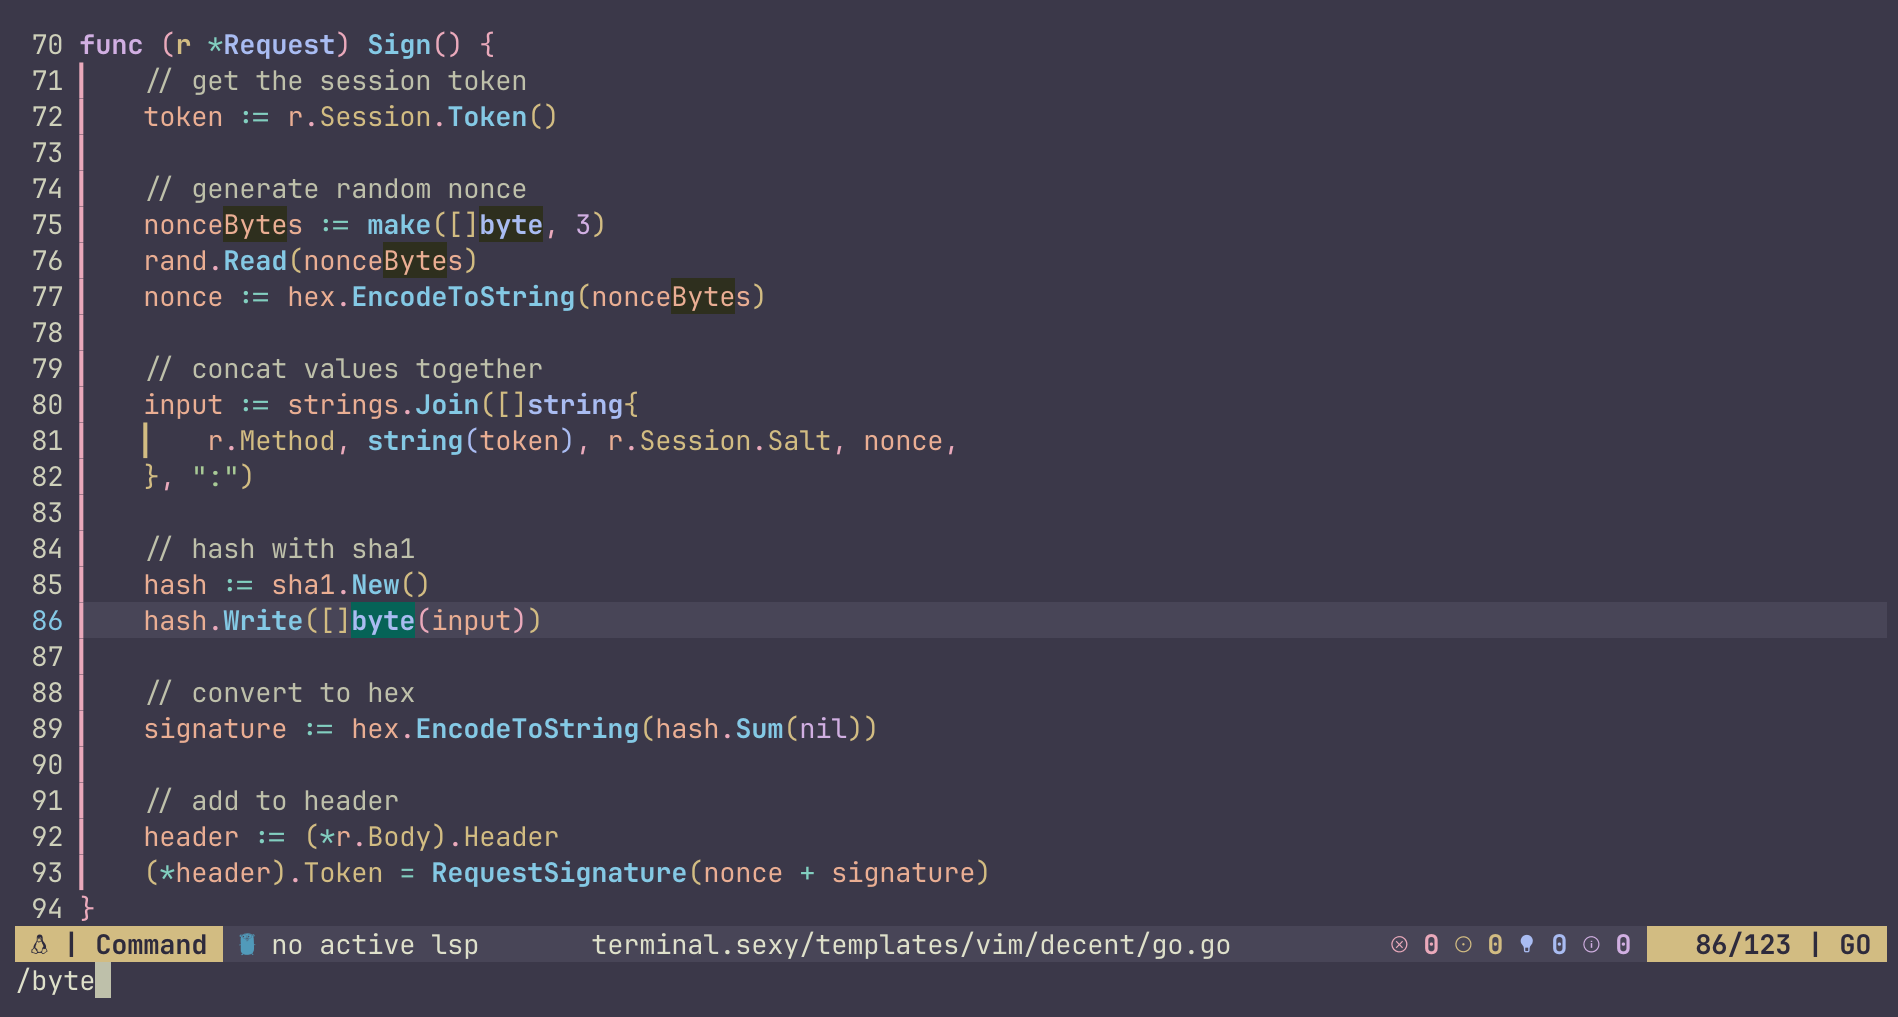 70 func (r *Request) Sign() {
71     // get the session token
72     token := r.Session.Token()
73
74     // generate random nonce
75     nonceBytes := make([]byte, 3)
76     rand.Read(nonceBytes)
77     nonce := hex.EncodeToString(nonceBytes)
78
79     // concat values together
80     input := strings.Join([]string{
81         r.Method, string(token), r.Session.Salt, nonce,
82     }, ":")
83
84     // hash with sha1
85     hash := sha1.New()
86     hash.Write([]byte(input))
87
88     // convert to hex
89     signature := hex.EncodeToString(hash.Sum(nil))
90
91     // add to header
92     header := (*r.Body).Header
93     (*header).Token = RequestSignature(nonce + signature)
94 }
| Command no active lsp terminal.sexy/templates/vim/decent/go.go 0 0 0 0 86/123 | GO
/byte